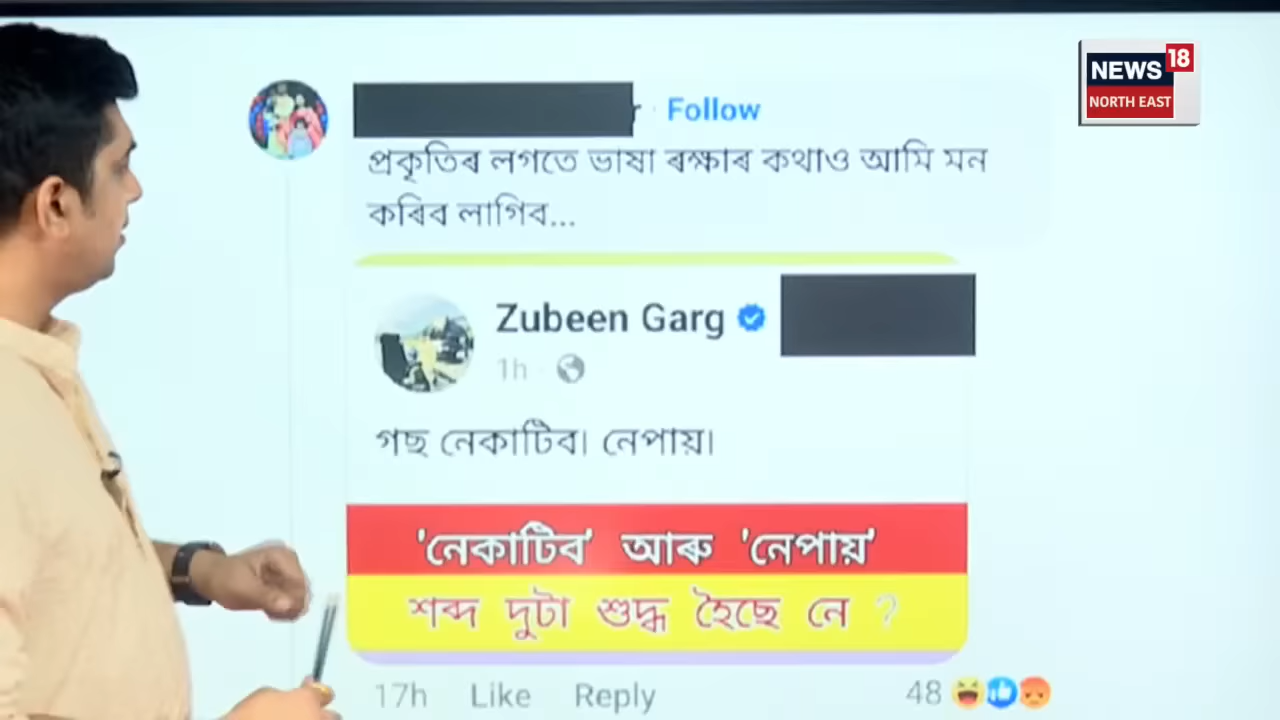 NEWS 18
NORTH EAST
Follow
প্ৰকৃতিৰ লগতে ভাষা ৰক্ষাৰ কথাও আমি মন
কৰিব লাগিব...
Zubeen Garg
1h
গছ নেকাটিব। নেপায়।
'নেকাটিব' আৰু 'নেপায়'
শব্দ দুটা শুদ্ধ হৈছে নে ?
17h Like Reply 48